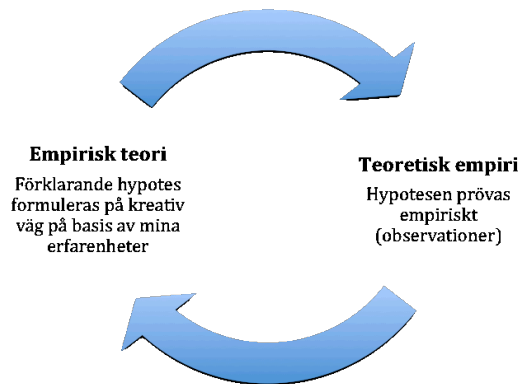 Empirisk teori
Förklarande hypotes
formuleras på kreativ
väg på basis av mina
erfarenheter
Teoretisk empiri
Hypotesen prövas
empiriskt
(observationer)